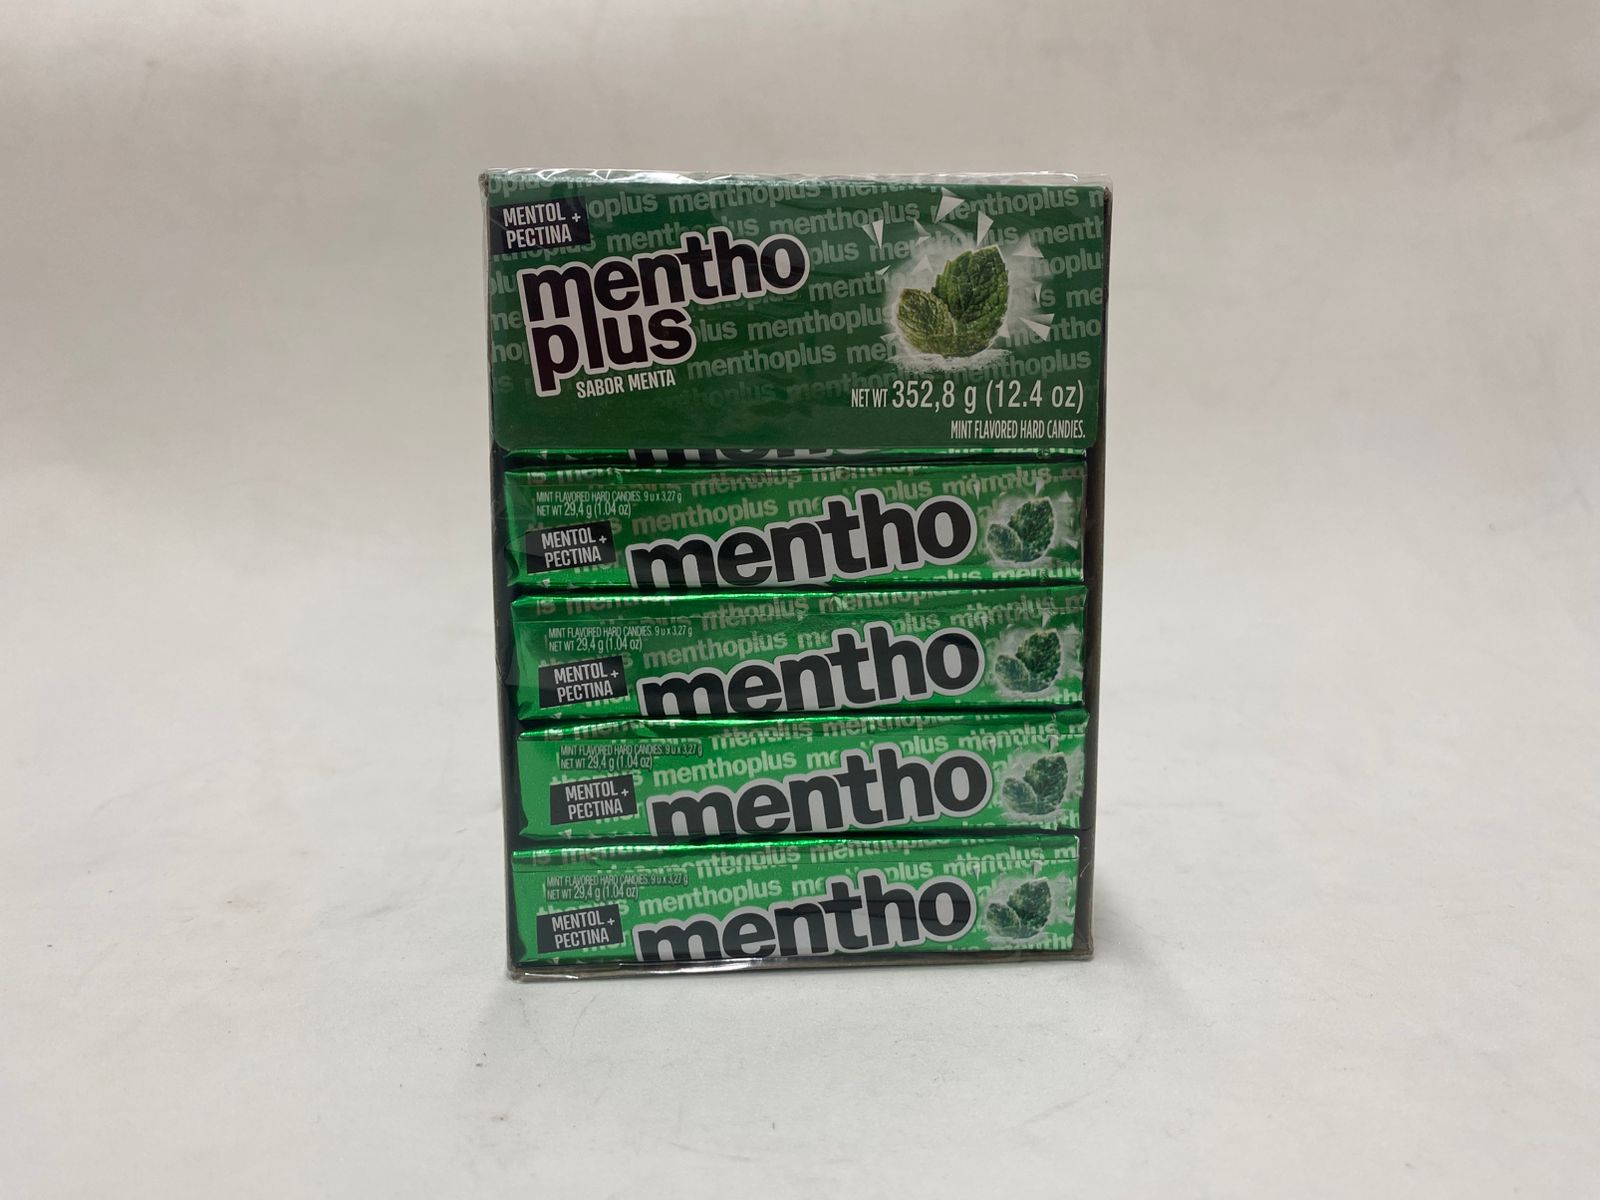 MENTOL +
PECTINA
mentho
plus
SABOR MENTA
NET WT 352,8 g (12.4 oz)
MINT FLAVORED HARD CANDIES.
MINT FLAVORED HARD CANDIES. 9 u x 3,27 g
NET WT 29,4 g (1.04 oz)
MENTOL +
PECTINA
mentho
MINT FLAVORED HARD CANDIES. 9 u x 3,27 g
NET WT 29,4 g (1.04 oz)
MENTOL +
PECTINA
mentho
MINT FLAVORED HARD CANDIES. 9 u x 3,27 g
NET WT 29,4 g (1.04 oz)
MENTOL +
PECTINA
mentho
MINT FLAVORED HARD CANDIES. 9 u x 3,27 g
NET WT 29,4 g (1.04 oz)
MENTOL +
PECTINA
mentho